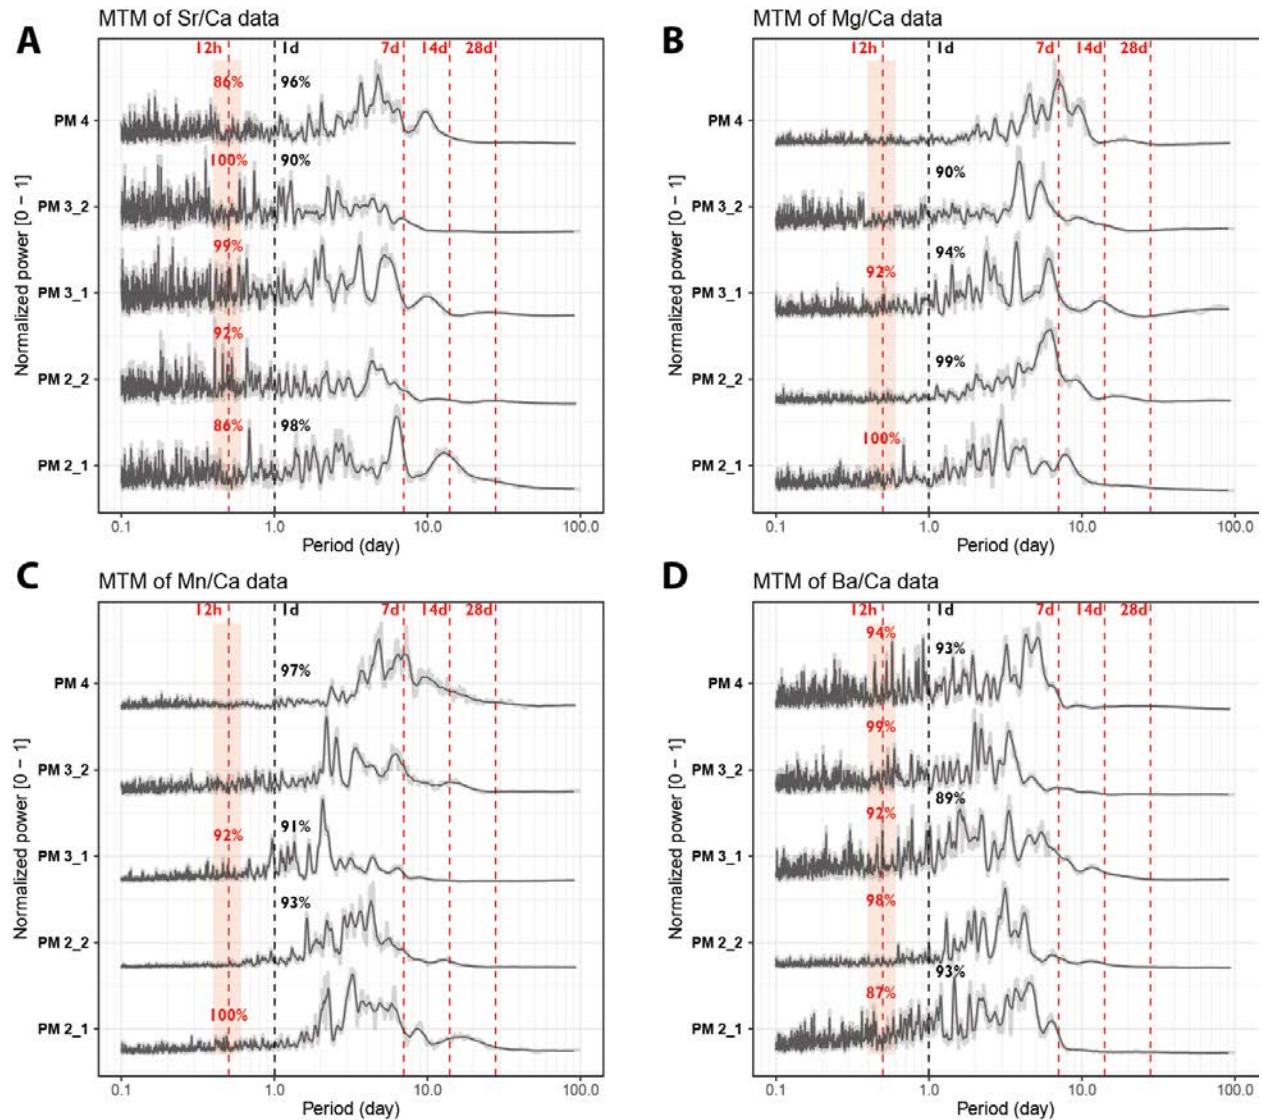 A
MTM of Sr/Ca data
12h 1d 7d 14d 28d
86% 96%
PM 4
100% 90%
PM 3_2
99%
PM 3_1
92%
PM 2_2
86% 98%
PM 2_1
Normalized power [0 − 1]
0.1 1.0 10.0 100.0
Period (day)
B
MTM of Mg/Ca data
12h 1d 7d 14d 28d
PM 4
90%
PM 3_2
94%
92%
PM 3_1
99%
PM 2_2
100%
PM 2_1
Normalized power [0 − 1]
0.1 1.0 10.0 100.0
Period (day)
C
MTM of Mn/Ca data
12h 1d 7d 14d 28d
97%
PM 4
PM 3_2
91%
92%
PM 3_1
93%
PM 2_2
100%
PM 2_1
Normalized power [0 − 1]
0.1 1.0 10.0 100.0
Period (day)
D
MTM of Ba/Ca data
12h 1d 7d 14d 28d
94% 93%
PM 4
99%
PM 3_2
89%
92%
PM 3_1
98%
PM 2_2
93%
87%
PM 2_1
Normalized power [0 − 1]
0.1 1.0 10.0 100.0
Period (day)